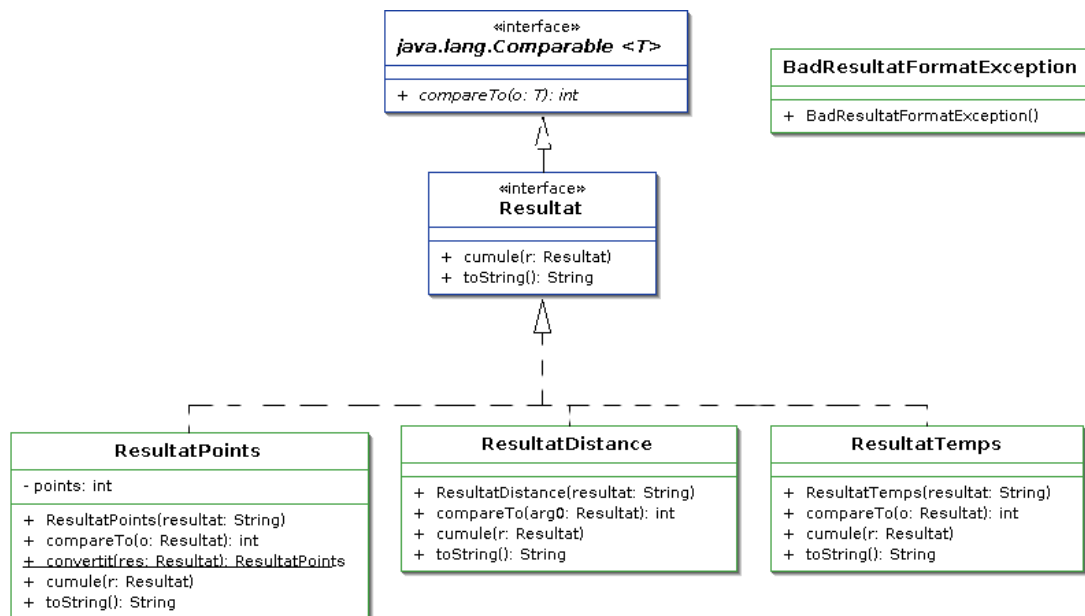 «interface»
java.lang.Comparable <T>
+ compareTo(o: T): int
BadResultatFormatException
+ BadResultatFormatException()
«interface»
Resultat
+ cumule(r: Resultat)
+ toString(): String
ResultatPoints
- points: int
+ ResultatPoints(resultat: String)
+ compareTo(o: Resultat): int
+ convertit(res: Resultat): ResultatPoints
+ cumule(r: Resultat)
+ toString(): String
ResultatDistance
+ ResultatDistance(resultat: String)
+ compareTo(arg0: Resultat): int
+ cumule(r: Resultat)
+ toString(): String
ResultatTemps
+ ResultatTemps(resultat: String)
+ compareTo(o: Resultat): int
+ cumule(r: Resultat)
+ toString(): String